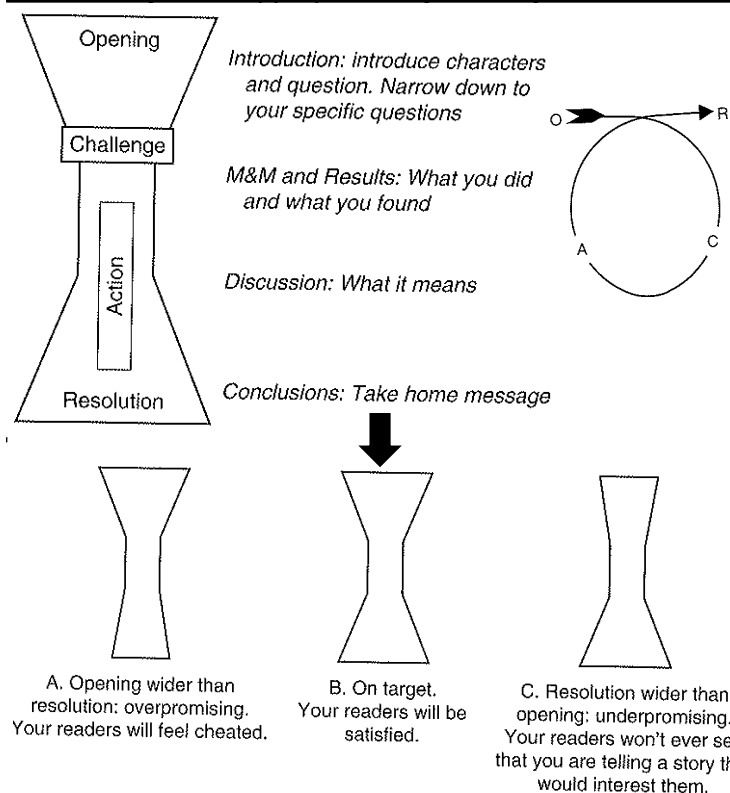 Opening
Introduction: introduce characters
and question. Narrow down to
your specific questions
O
R
Challenge
M&M and Results: What you did
and what you found
A
C
Action
Discussion: What it means
Resolution
Conclusions: Take home message
A. Opening wider than
resolution: overpromising.
Your readers will feel cheated.
B. On target.
Your readers will be
satisfied.
C. Resolution wider than
opening: underpromising.
Your readers won't ever se
that you are telling a story th
would interest them.